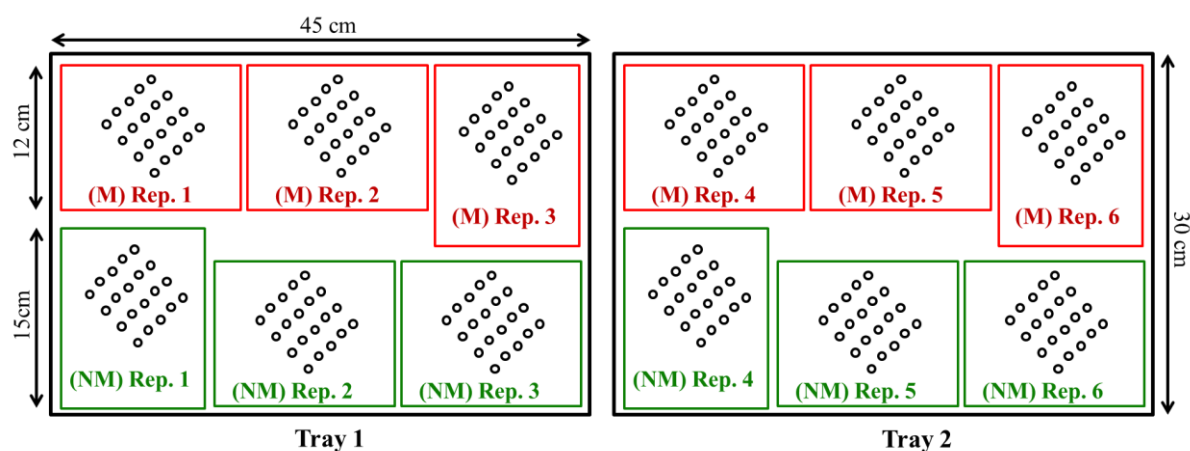 45 cm
12 cm
(M) Rep. 1
(M) Rep. 2
(M) Rep. 3
(M) Rep. 4
(M) Rep. 5
(M) Rep. 6
15cm
30 cm
(NM) Rep. 1
(NM) Rep. 2
(NM) Rep. 3
(NM) Rep. 4
(NM) Rep. 5
(NM) Rep. 6
Tray 1
Tray 2